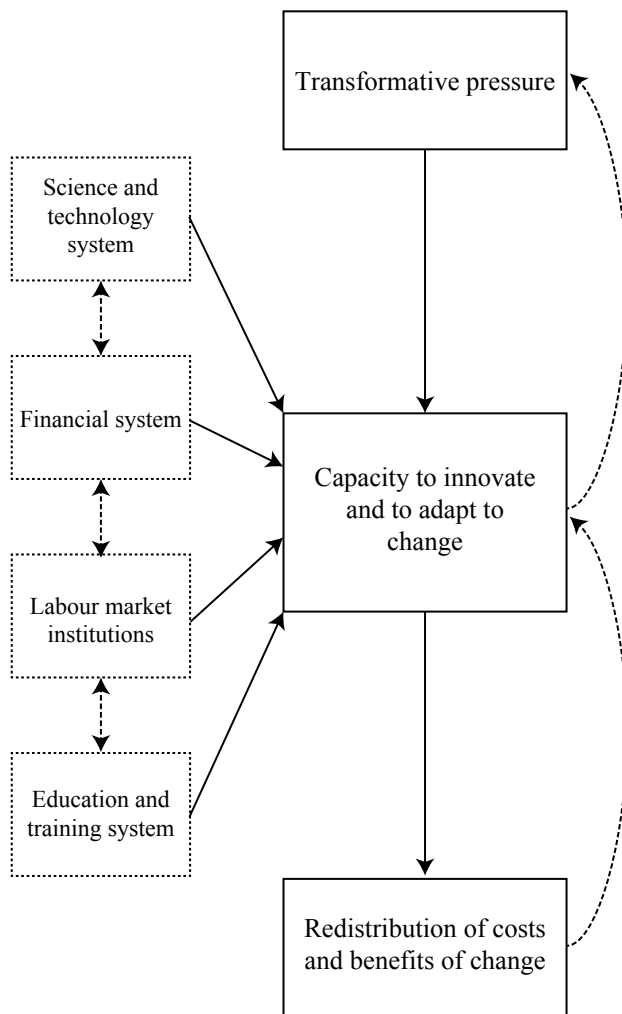 Transformative pressure
Science and
technology
system
Financial system
Capacity to innovate
and to adapt to
change
Labour market
institutions
Education and
training system
Redistribution of costs
and benefits of change